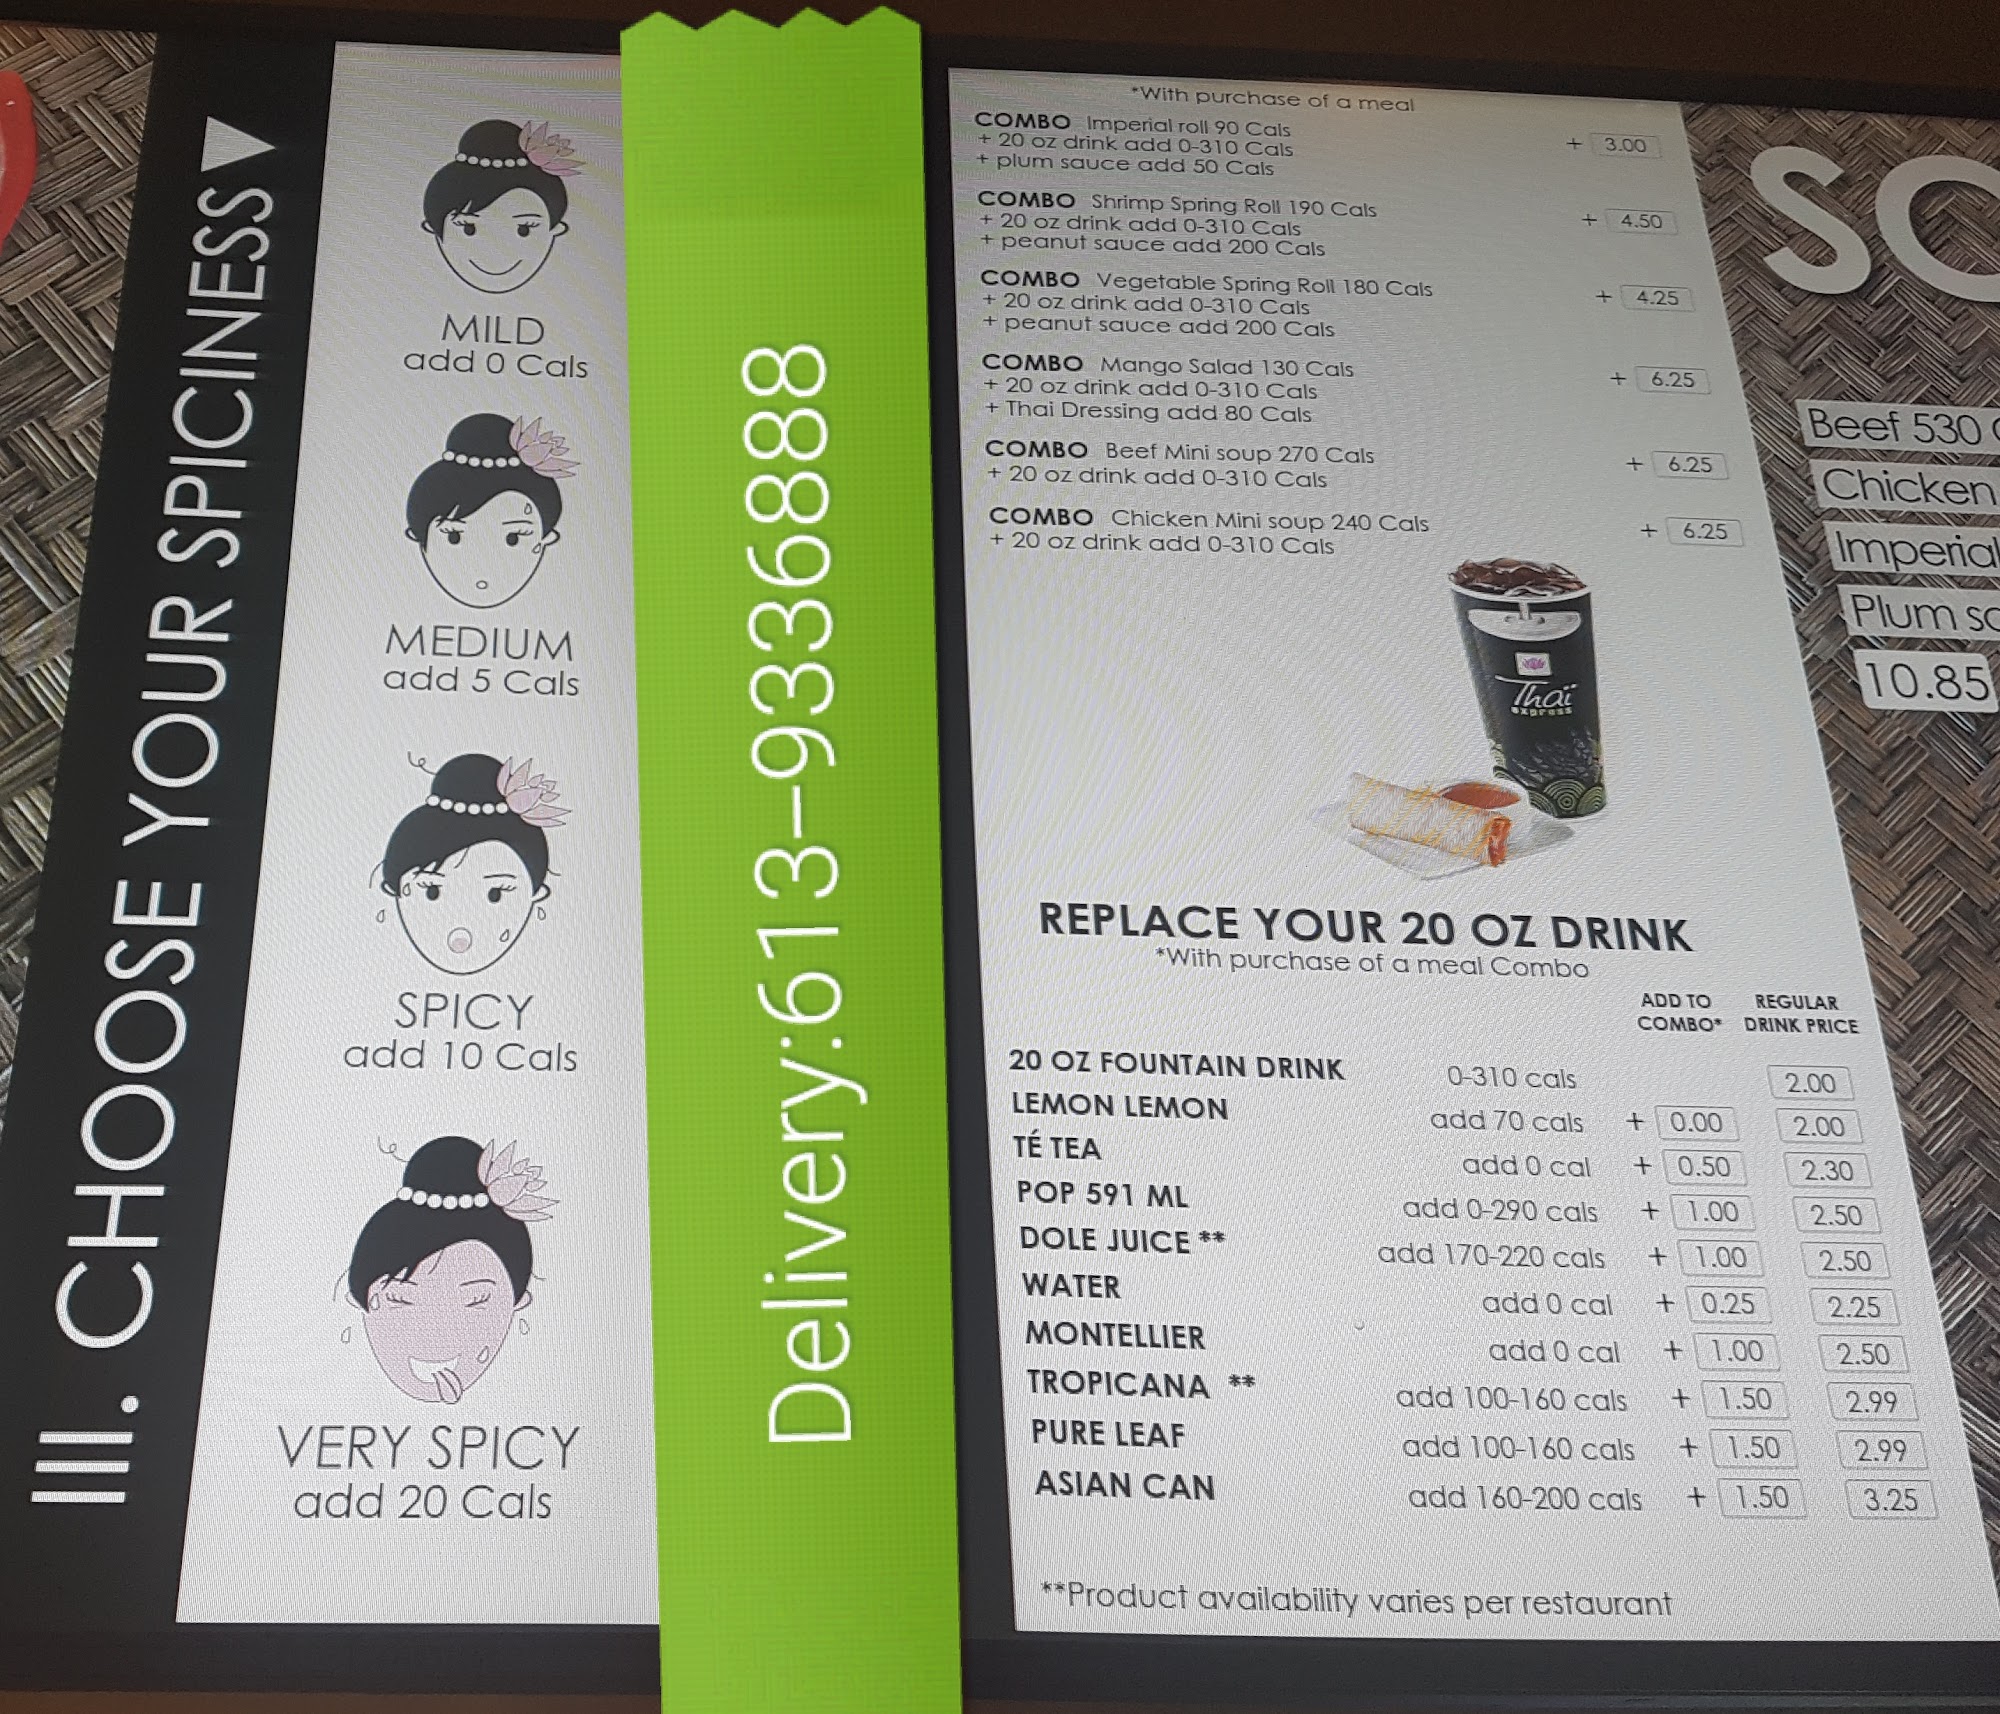 III. CHOOSE YOUR SPICINESS
MILD
add 0 Cals
MEDIUM
add 5 Cals
SPICY
add 10 Cals
VERY SPICY
add 20 Cals
Delivery:613-9336888
*With purchase of a meal
COMBO Imperial roll 90 Cals
+ 20 oz drink add 0-310 Cals
+ plum sauce add 50 Cals
+ 3.00
COMBO Shrimp Spring Roll 190 Cals
+ 20 oz drink add 0-310 Cals
+ peanut sauce add 200 Cals
+ 4.50
COMBO Vegetable Spring Roll 180 Cals
+ 20 oz drink add 0-310 Cals
+ peanut sauce add 200 Cals
+ 4.25
COMBO Mango Salad 130 Cals
+ 20 oz drink add 0-310 Cals
+ Thai Dressing add 80 Cals
+ 6.25
COMBO Beef Mini soup 270 Cals
+ 20 oz drink add 0-310 Cals
+ 6.25
COMBO Chicken Mini soup 240 Cals
+ 20 oz drink add 0-310 Cals
+ 6.25
Thaï
express
REPLACE YOUR 20 OZ DRINK
*With purchase of a meal Combo
ADD TO COMBO*
REGULAR DRINK PRICE
20 OZ FOUNTAIN DRINK 0-310 cals 2.00
LEMON LEMON add 70 cals + 0.00 2.00
TÉ TEA add 0 cal + 0.50 2.30
POP 591 ML add 0-290 cals + 1.00 2.50
DOLE JUICE ** add 170-220 cals + 1.00 2.50
WATER add 0 cal + 0.25 2.25
MONTELLIER add 0 cal + 1.00 2.50
TROPICANA ** add 100-160 cals + 1.50 2.99
PURE LEAF add 100-160 cals + 1.50 2.99
ASIAN CAN add 160-200 cals + 1.50 3.25
**Product availability varies per restaurant
Beef 530
Chicken
Imperial
Plum
10.85